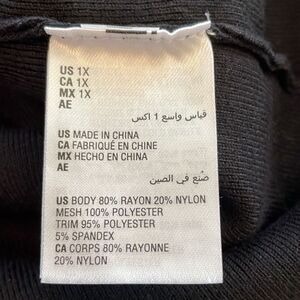 US 1X
CA 1X
MX 1X
AE
قياس واسع 1 اكس
US MADE IN CHINA
CA FABRIQUÉ EN CHINE
MX HECHO EN CHINA
AE
صُنع في الصين
US BODY 80% RAYON 20% NYLON
MESH 100% POLYESTER
TRIM 95% POLYESTER
5% SPANDEX
CA CORPS 80% RAYONNE
20% NYLON